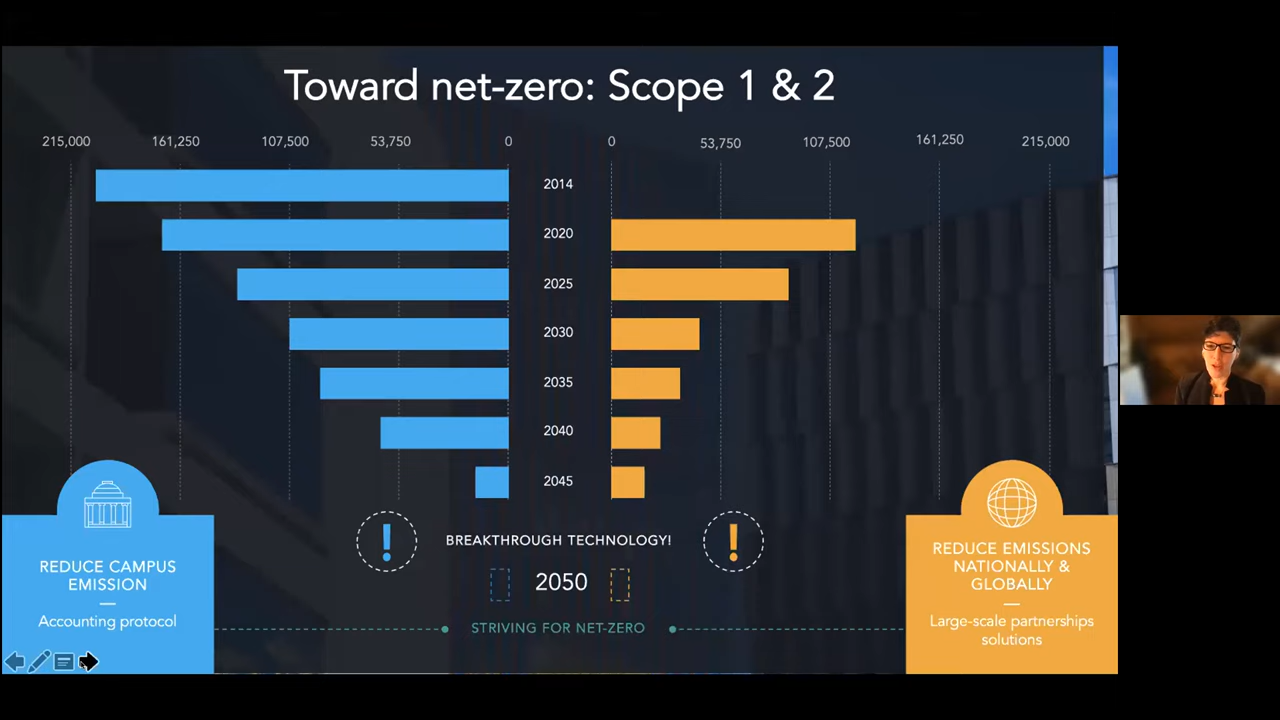 Toward net-zero: Scope 1 & 2
215,000 161,250 107,500 53,750 0 0 53,750 107,500 161,250 215,000
2014
2020
2025
2030
2035
2040
2045
BREAKTHROUGH TECHNOLOGY!
2050
STRIVING FOR NET-ZERO
REDUCE CAMPUS
EMISSION
Accounting protocol
REDUCE EMISSIONS
NATIONALLY &
GLOBALLY
Large-scale partnerships
solutions